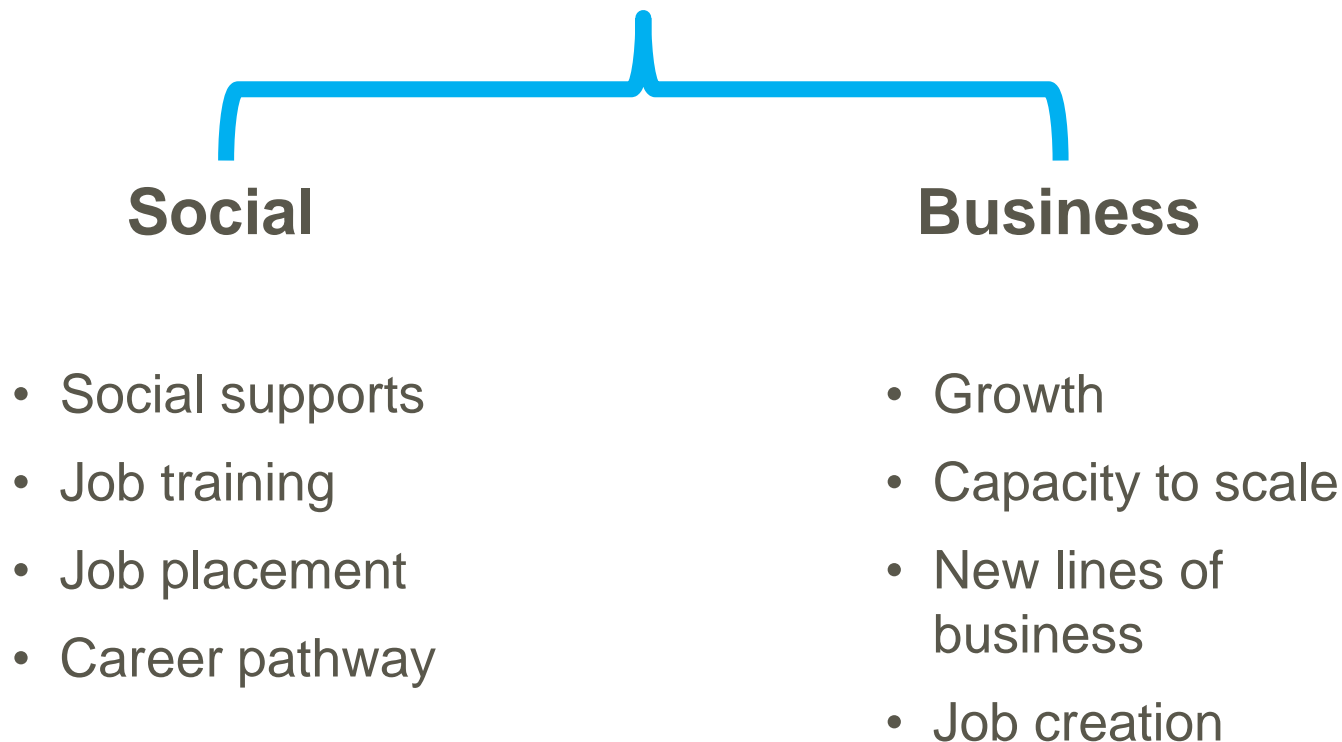 Social
• Social supports
• Job training
• Job placement
• Career pathway
Business
• Growth
• Capacity to scale
• New lines of
business
• Job creation